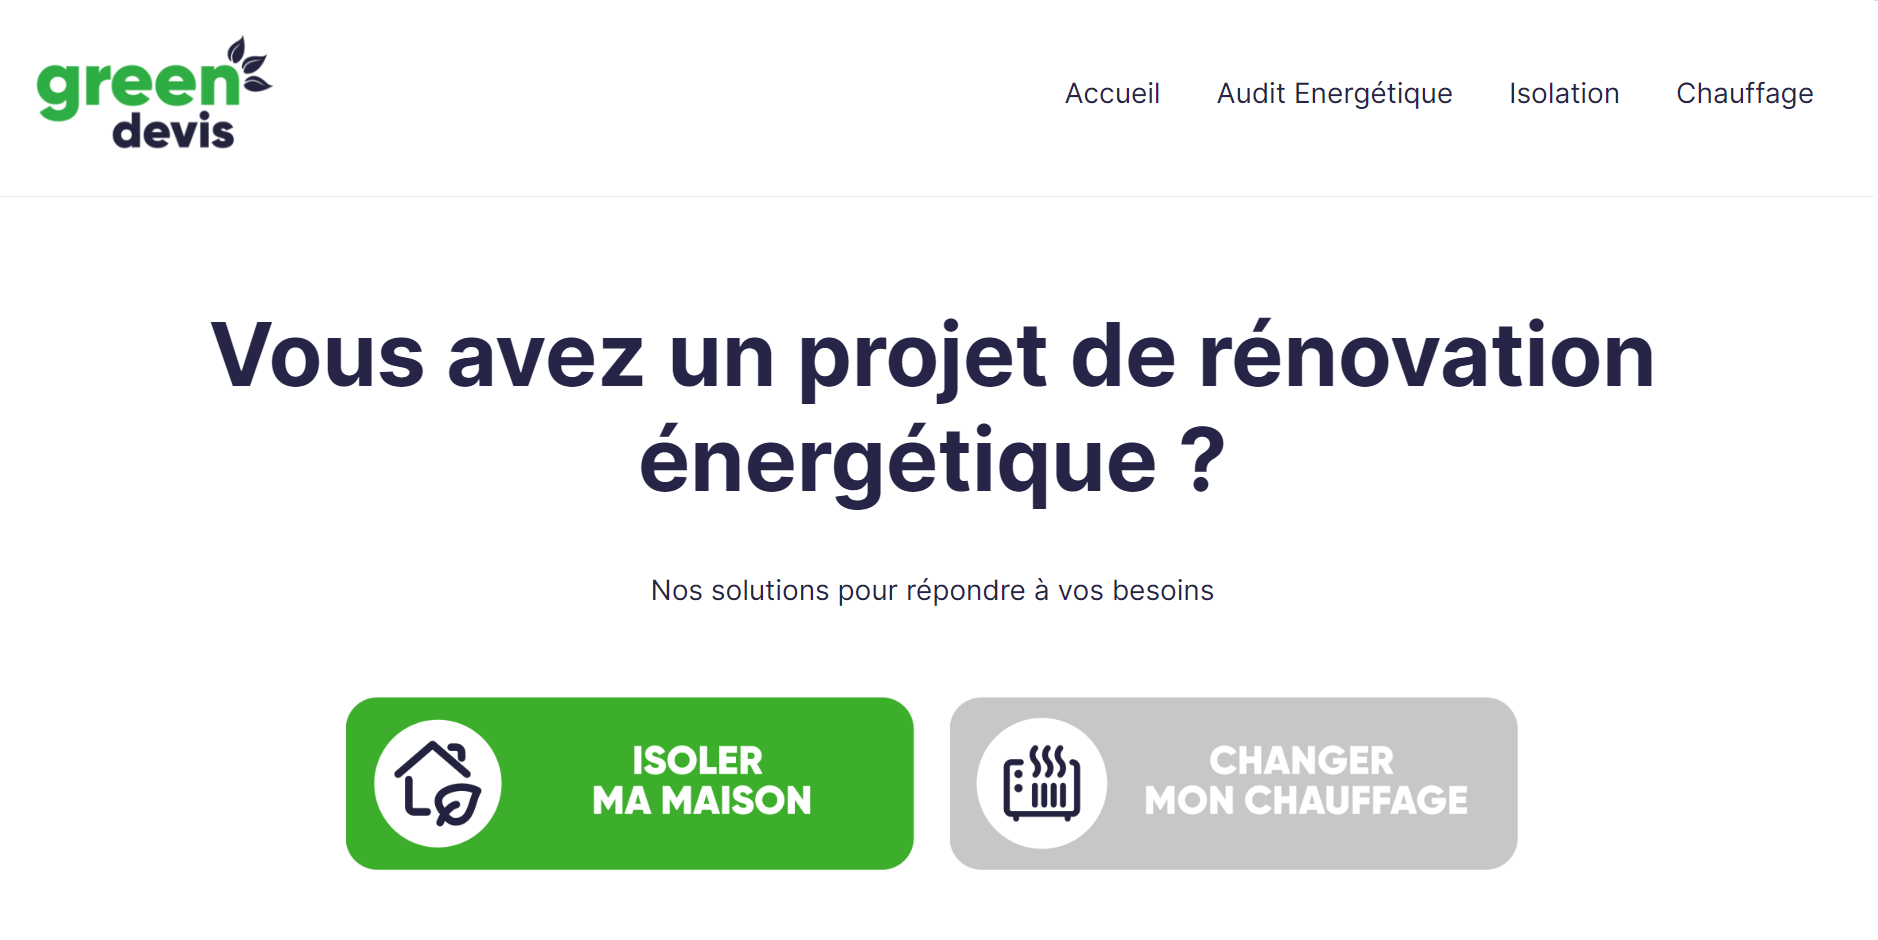 green
devis
Accueil Audit Energétique Isolation Chauffage
Vous avez un projet de rénovation
énergétique ?
Nos solutions pour répondre à vos besoins
ISOLER
MA MAISON
CHANGER
MON CHAUFFAGE